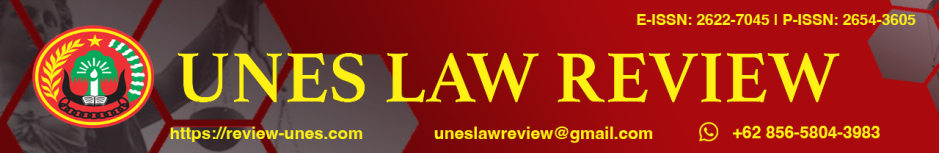 E-ISSN: 2622-7045 | P-ISSN: 2654-3605
UNES LAW REVIEW
https://review-unes.com uneslawreview@gmail.com +62 856-5804-3983